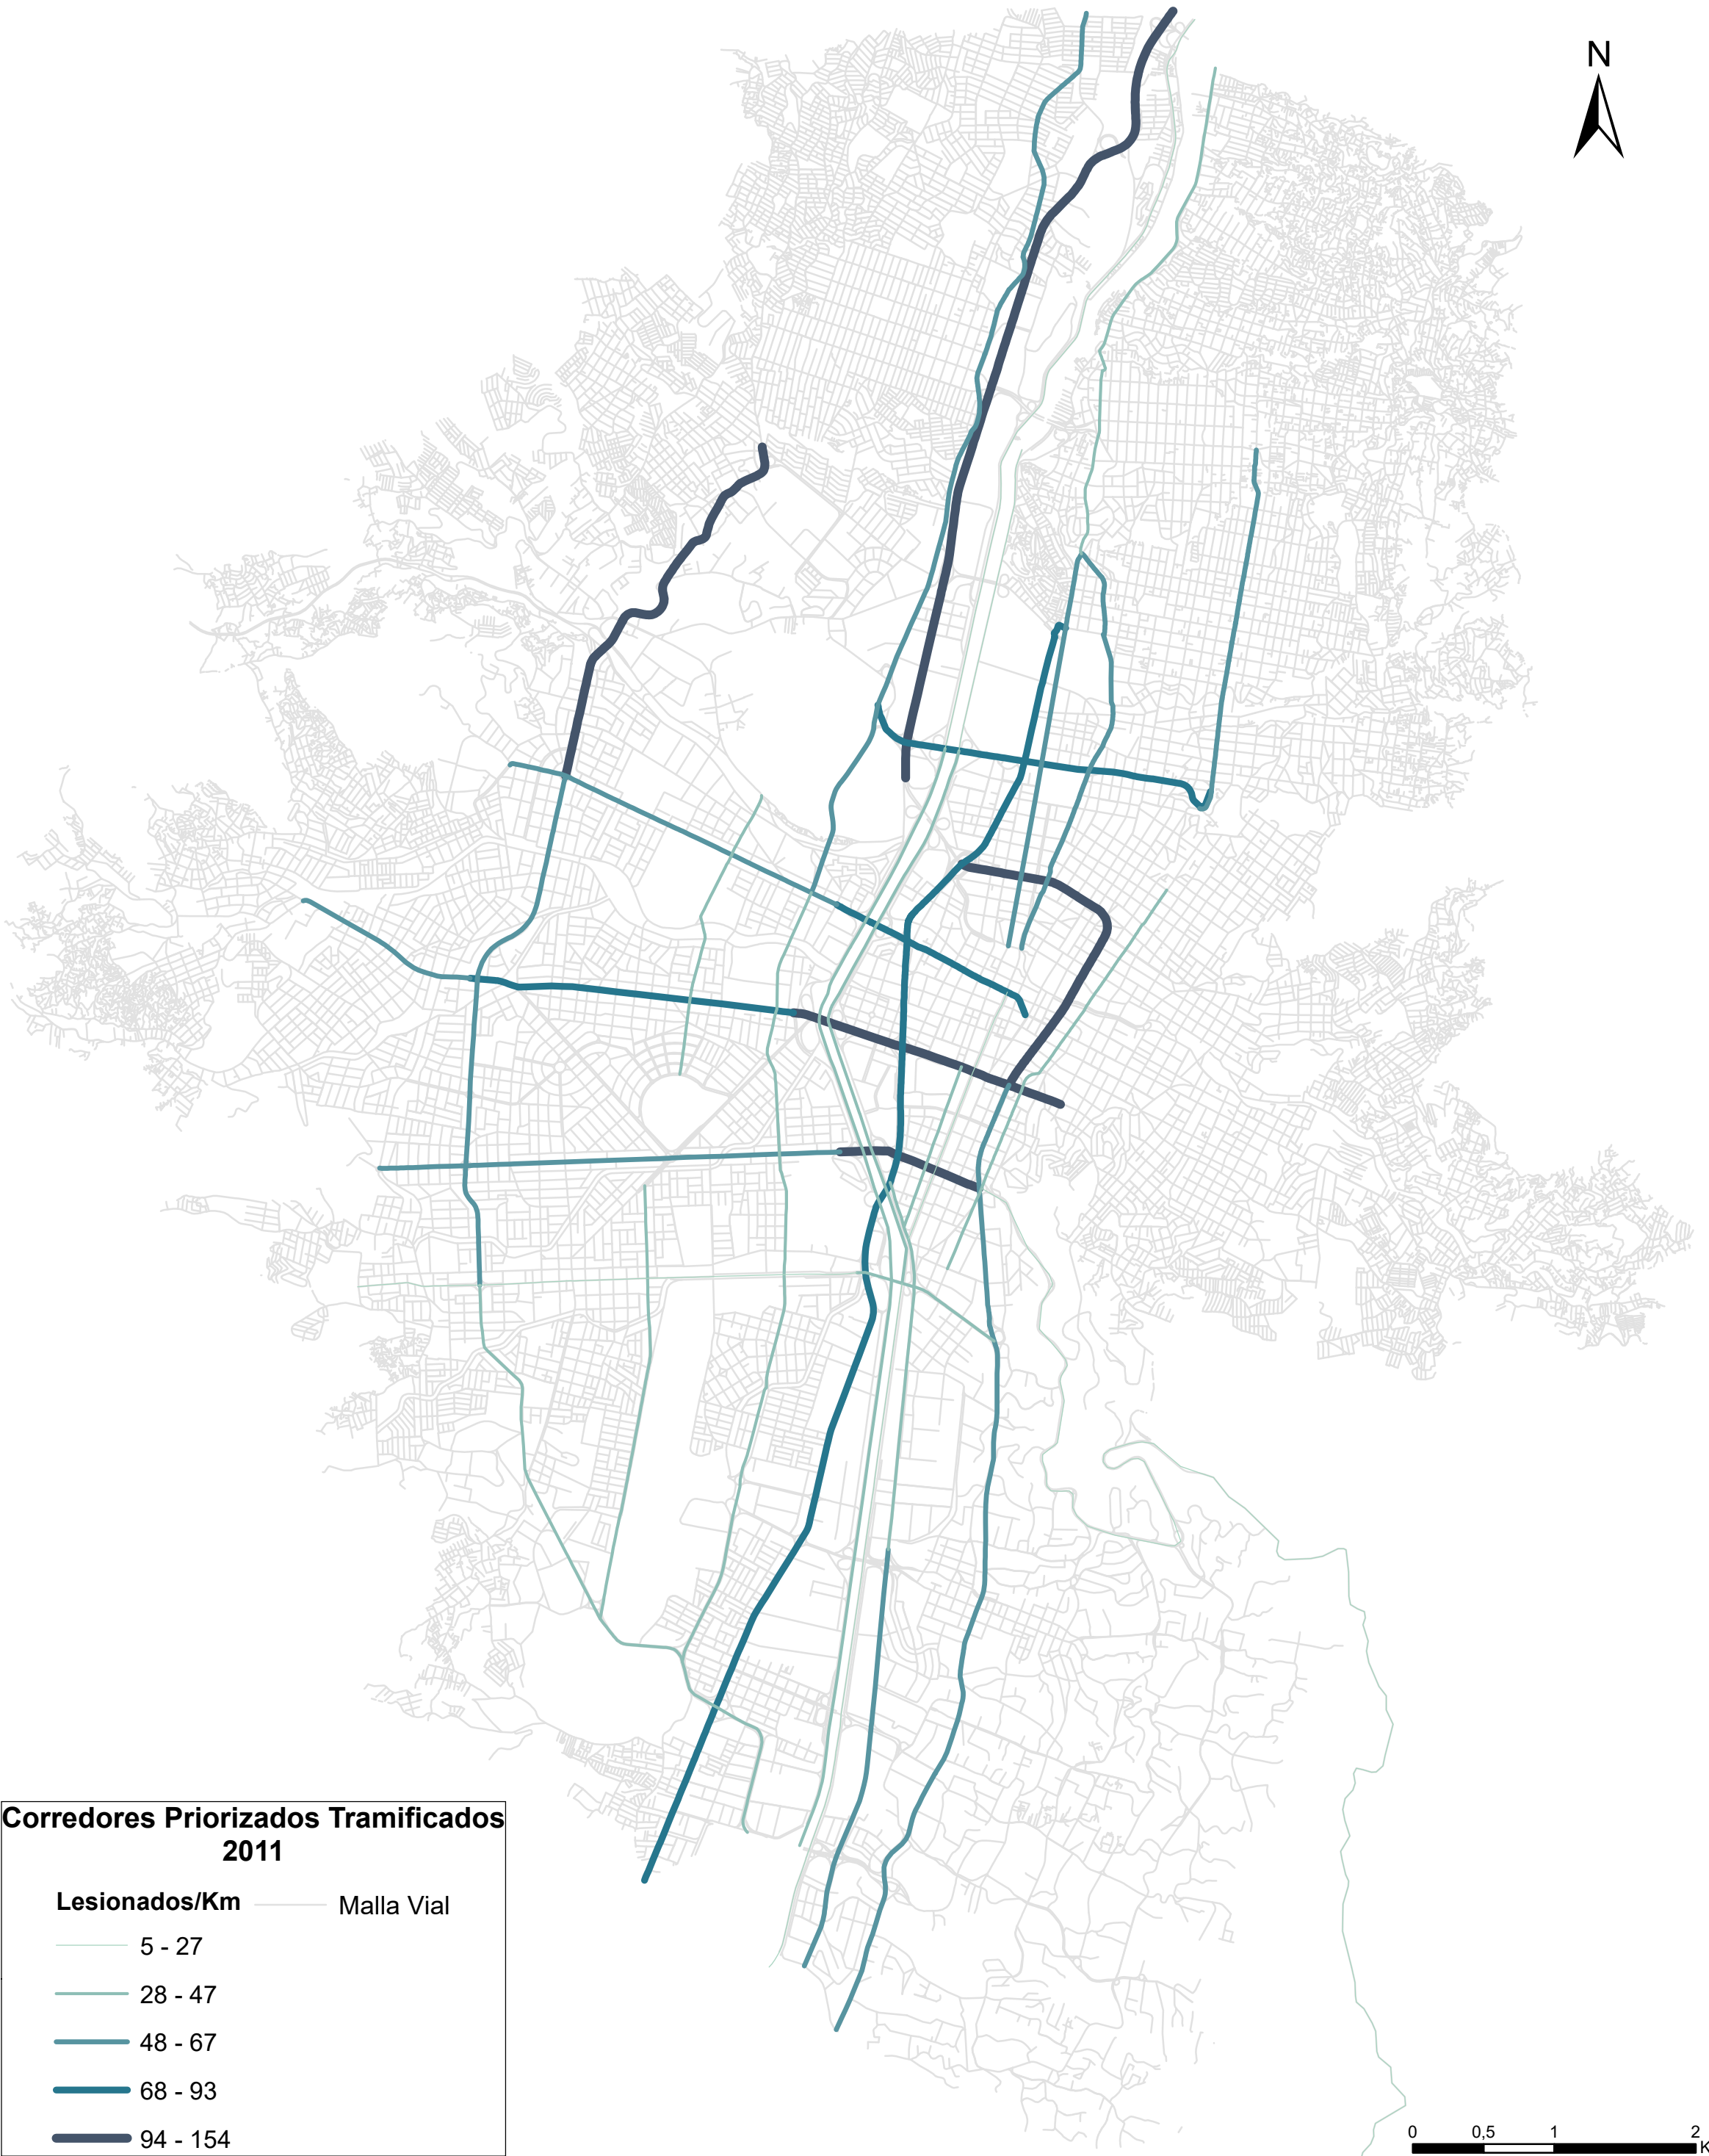 N
Corredores Priorizados Tramificados
2011
Lesionados/Km
Malla Vial
5 - 27
28 - 47
48 - 67
68 - 93
94 - 154
0 0,5 1 2
K